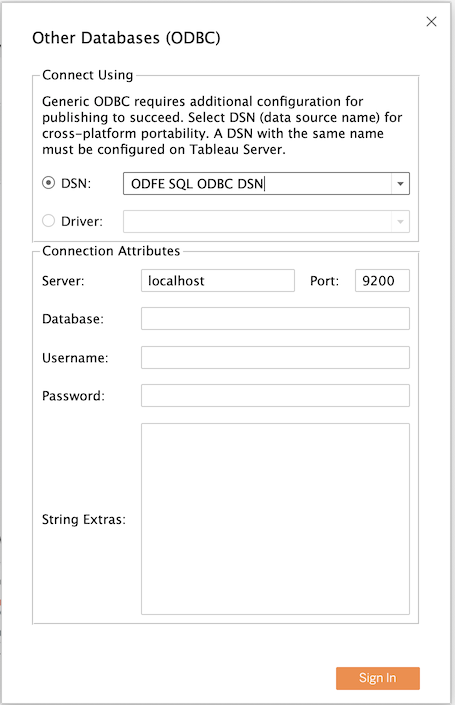 Other Databases (ODBC)
Connect Using
Generic ODBC requires additional configuration for
publishing to succeed. Select DSN (data source name) for
cross-platform portability. A DSN with the same name
must be configured on Tableau Server.
DSN: ODFE SQL ODBC DSN
Driver:
Connection Attributes
Server: localhost Port: 9200
Database:
Username:
Password:
String Extras:
Sign In